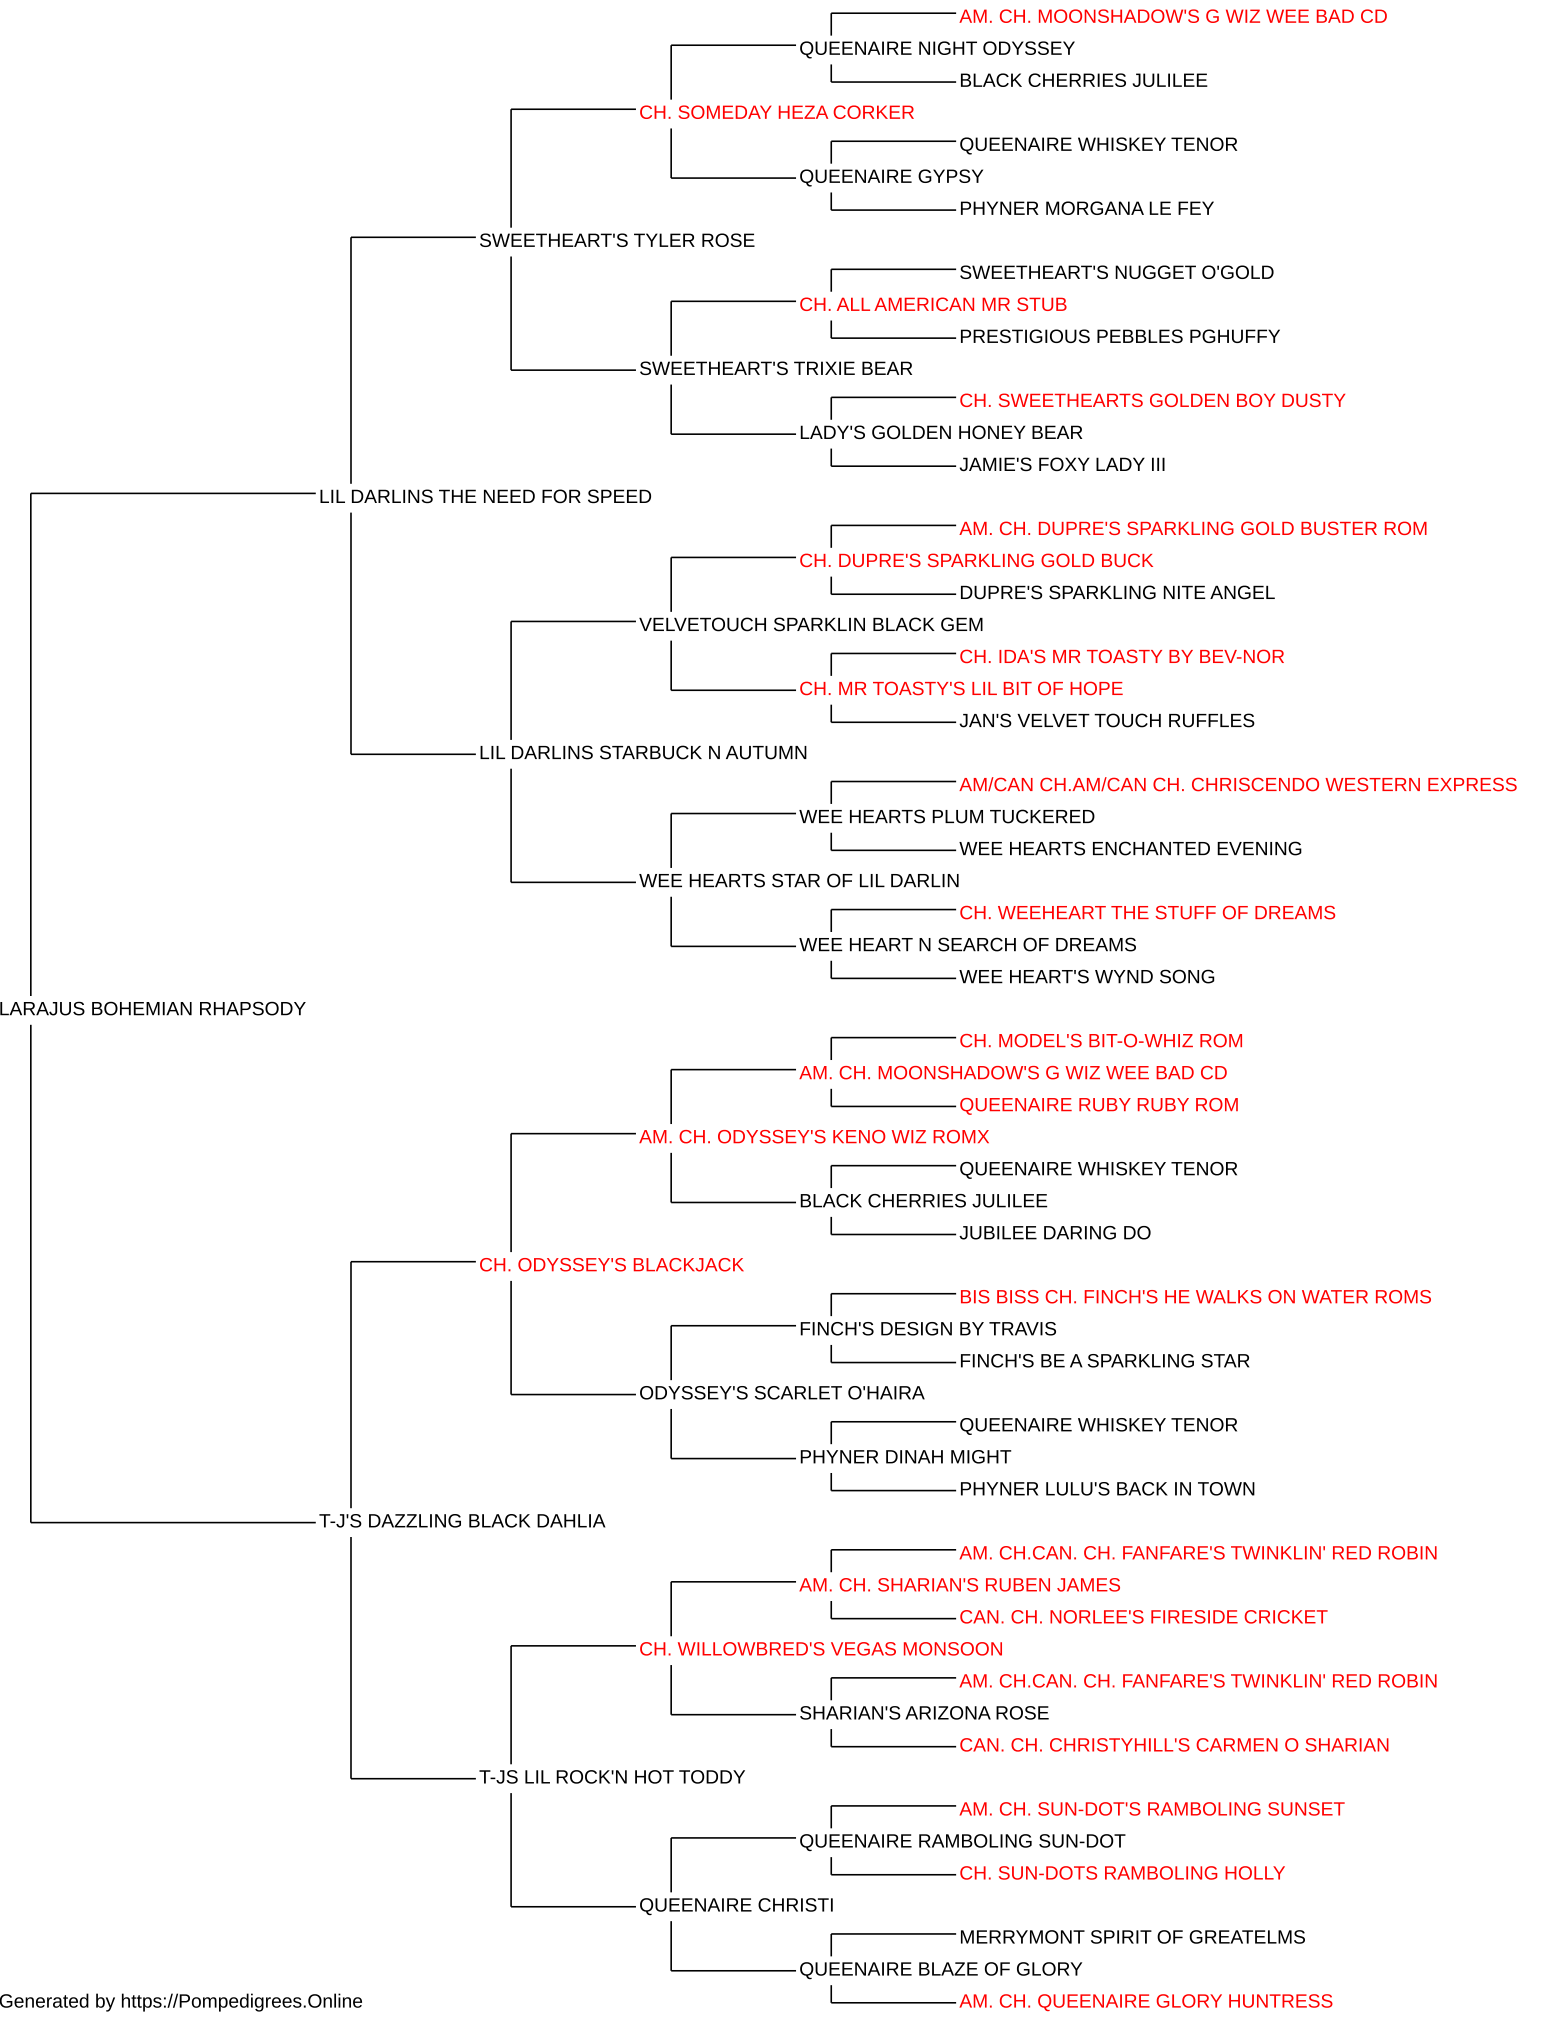 AM. CH. MOONSHADOW'S G WIZ WEE BAD CD
QUEENAIRE NIGHT ODYSSEY
BLACK CHERRIES JULILEE
CH. SOMEDAY HEZA CORKER
QUEENAIRE WHISKEY TENOR
QUEENAIRE GYPSY
PHYNER MORGANA LE FEY
SWEETHEART'S TYLER ROSE
SWEETHEART'S NUGGET O'GOLD
CH. ALL AMERICAN MR STUB
PRESTIGIOUS PEBBLES PGHUFFY
SWEETHEART'S TRIXIE BEAR
CH. SWEETHEARTS GOLDEN BOY DUSTY
LADY'S GOLDEN HONEY BEAR
JAMIE'S FOXY LADY III
LIL DARLINS THE NEED FOR SPEED
AM. CH. DUPRE'S SPARKLING GOLD BUSTER ROM
CH. DUPRE'S SPARKLING GOLD BUCK
DUPRE'S SPARKLING NITE ANGEL
VELVETOUCH SPARKLIN BLACK GEM
CH. IDA'S MR TOASTY BY BEV-NOR
CH. MR TOASTY'S LIL BIT OF HOPE
JAN'S VELVET TOUCH RUFFLES
LIL DARLINS STARBUCK N AUTUMN
AM/CAN CH.AM/CAN CH. CHRISCENDO WESTERN EXPRESS
WEE HEARTS PLUM TUCKERED
WEE HEARTS ENCHANTED EVENING
WEE HEARTS STAR OF LIL DARLIN
CH. WEEHEART THE STUFF OF DREAMS
WEE HEART N SEARCH OF DREAMS
WEE HEART'S WYND SONG
LARAJUS BOHEMIAN RHAPSODY
CH. MODEL'S BIT-O-WHIZ ROM
AM. CH. MOONSHADOW'S G WIZ WEE BAD CD
QUEENAIRE RUBY RUBY ROM
AM. CH. ODYSSEY'S KENO WIZ ROMX
QUEENAIRE WHISKEY TENOR
BLACK CHERRIES JULILEE
JUBILEE DARING DO
CH. ODYSSEY'S BLACKJACK
BIS BISS CH. FINCH'S HE WALKS ON WATER ROMS
FINCH'S DESIGN BY TRAVIS
FINCH'S BE A SPARKLING STAR
ODYSSEY'S SCARLET O'HAIRA
QUEENAIRE WHISKEY TENOR
PHYNER DINAH MIGHT
PHYNER LULU'S BACK IN TOWN
T-J'S DAZZLING BLACK DAHLIA
AM. CH.CAN. CH. FANFARE'S TWINKLIN' RED ROBIN
AM. CH. SHARIAN'S RUBEN JAMES
CAN. CH. NORLEE'S FIRESIDE CRICKET
CH. WILLOWBRED'S VEGAS MONSOON
AM. CH.CAN. CH. FANFARE'S TWINKLIN' RED ROBIN
SHARIAN'S ARIZONA ROSE
CAN. CH. CHRISTYHILL'S CARMEN O SHARIAN
T-JS LIL ROCK'N HOT TODDY
AM. CH. SUN-DOT'S RAMBOLING SUNSET
QUEENAIRE RAMBOLING SUN-DOT
CH. SUN-DOTS RAMBOLING HOLLY
QUEENAIRE CHRISTI
MERRYMONT SPIRIT OF GREATELMS
QUEENAIRE BLAZE OF GLORY
AM. CH. QUEENAIRE GLORY HUNTRESS
Generated by https://Pompedigrees.Online